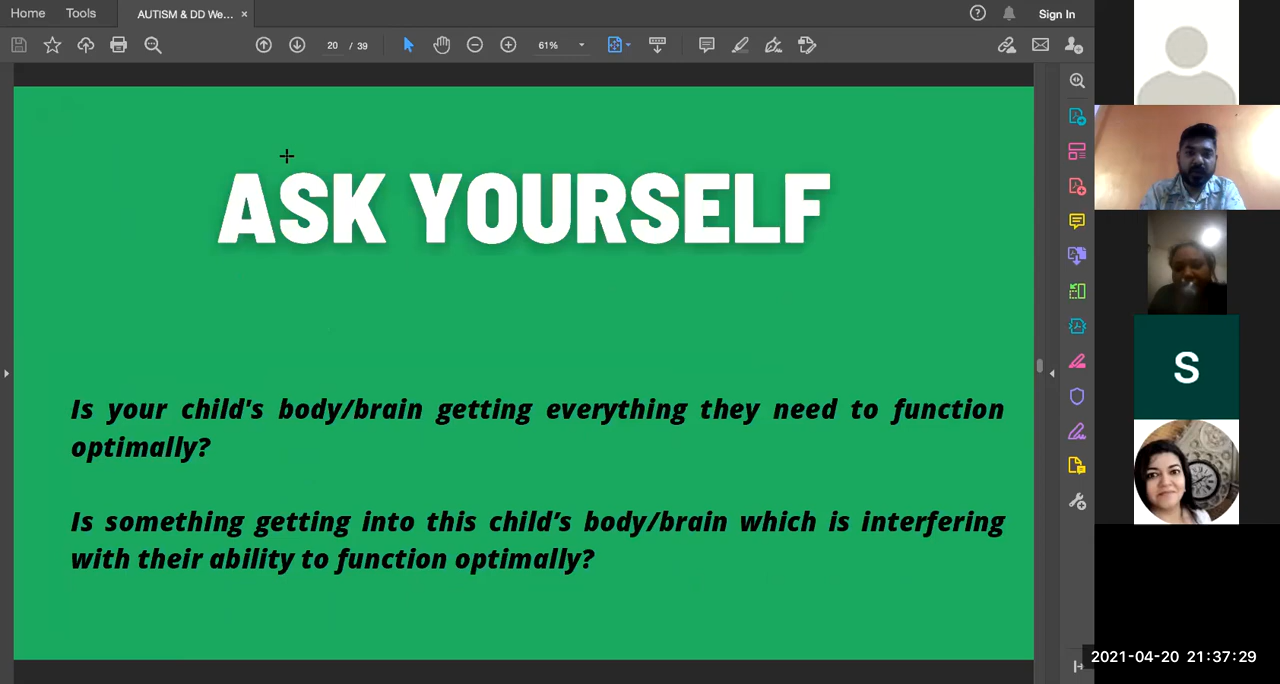 Home Tools AUTISM & DD We... × Sign In
20 / 39 61%
ASK YOURSELF
Is your child's body/brain getting everything they need to function
optimally?
Is something getting into this child’s body/brain which is interfering
with their ability to function optimally?
S
2021-04-20 21:37:29